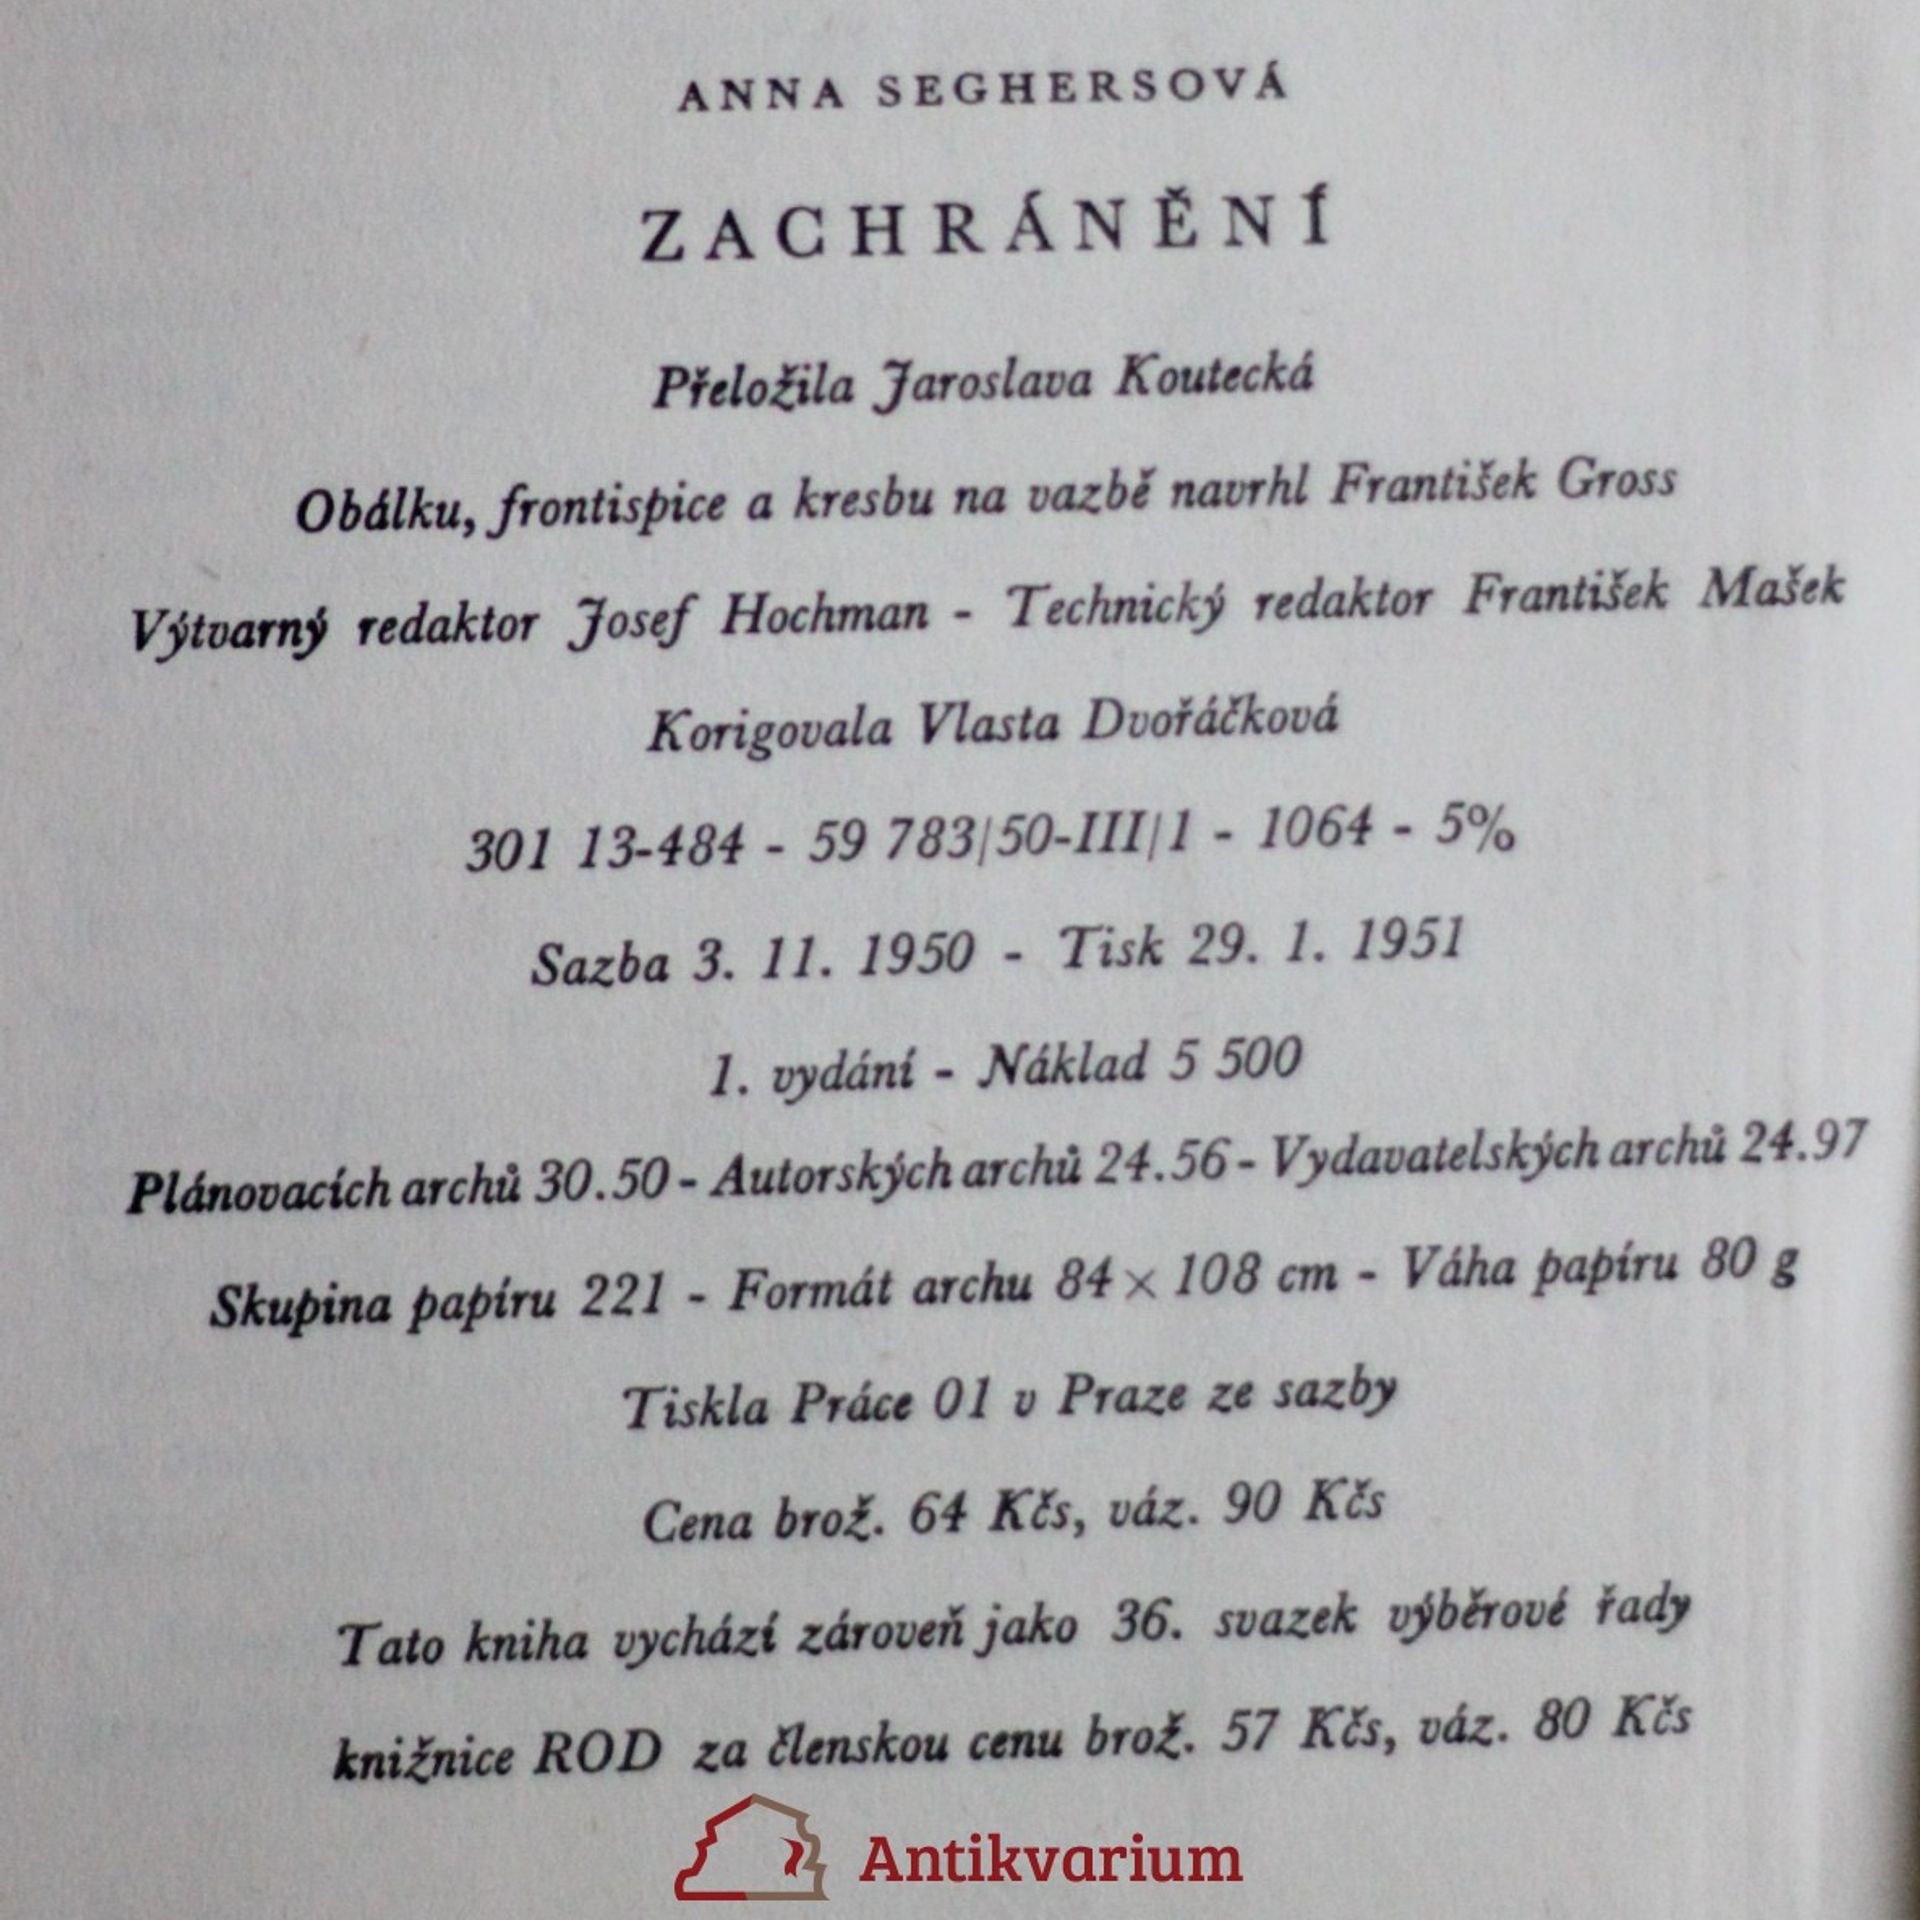 ANNA SEGHERSOVÁ
ZACHRÁNĚNÍ
Přeložila Jaroslava Koutecká
Obálku, frontispice a kresbu na vazbě navrhl František Gross
Výtvarný redaktor Josef Hochman - Technický redaktor František Mašek
Korigovala Vlasta Dvořáčková
301 13-484 - 59 783/50-III/1 - 1064 - 5%
Sazba 3. 11. 1950 - Tisk 29. 1. 1951
1. vydání - Náklad 5 500
Plánovacích archů 30.50 - Autorských archů 24.56 - Vydavatelských archů 24.97
Skupina papíru 221 - Formát archu 84 × 108 cm - Váha papíru 80 g
Tiskla Práce 01 v Praze ze sazby
Cena brož. 64 Kčs, váz. 90 Kčs
Tato kniha vychází zároveň jako 36. svazek výběrové řady
knižnice ROD za členskou cenu brož. 57 Kčs, váz. 80 Kčs
Antikvarium